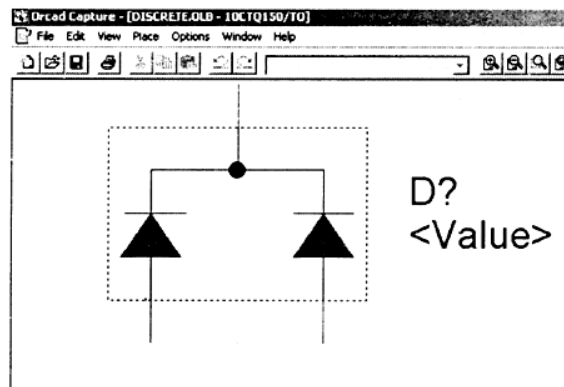 Orcad Capture - [DISCRETE.OLB - 10CTQ150/TO]
File Edit View Place Options Window Help
D?
<Value>